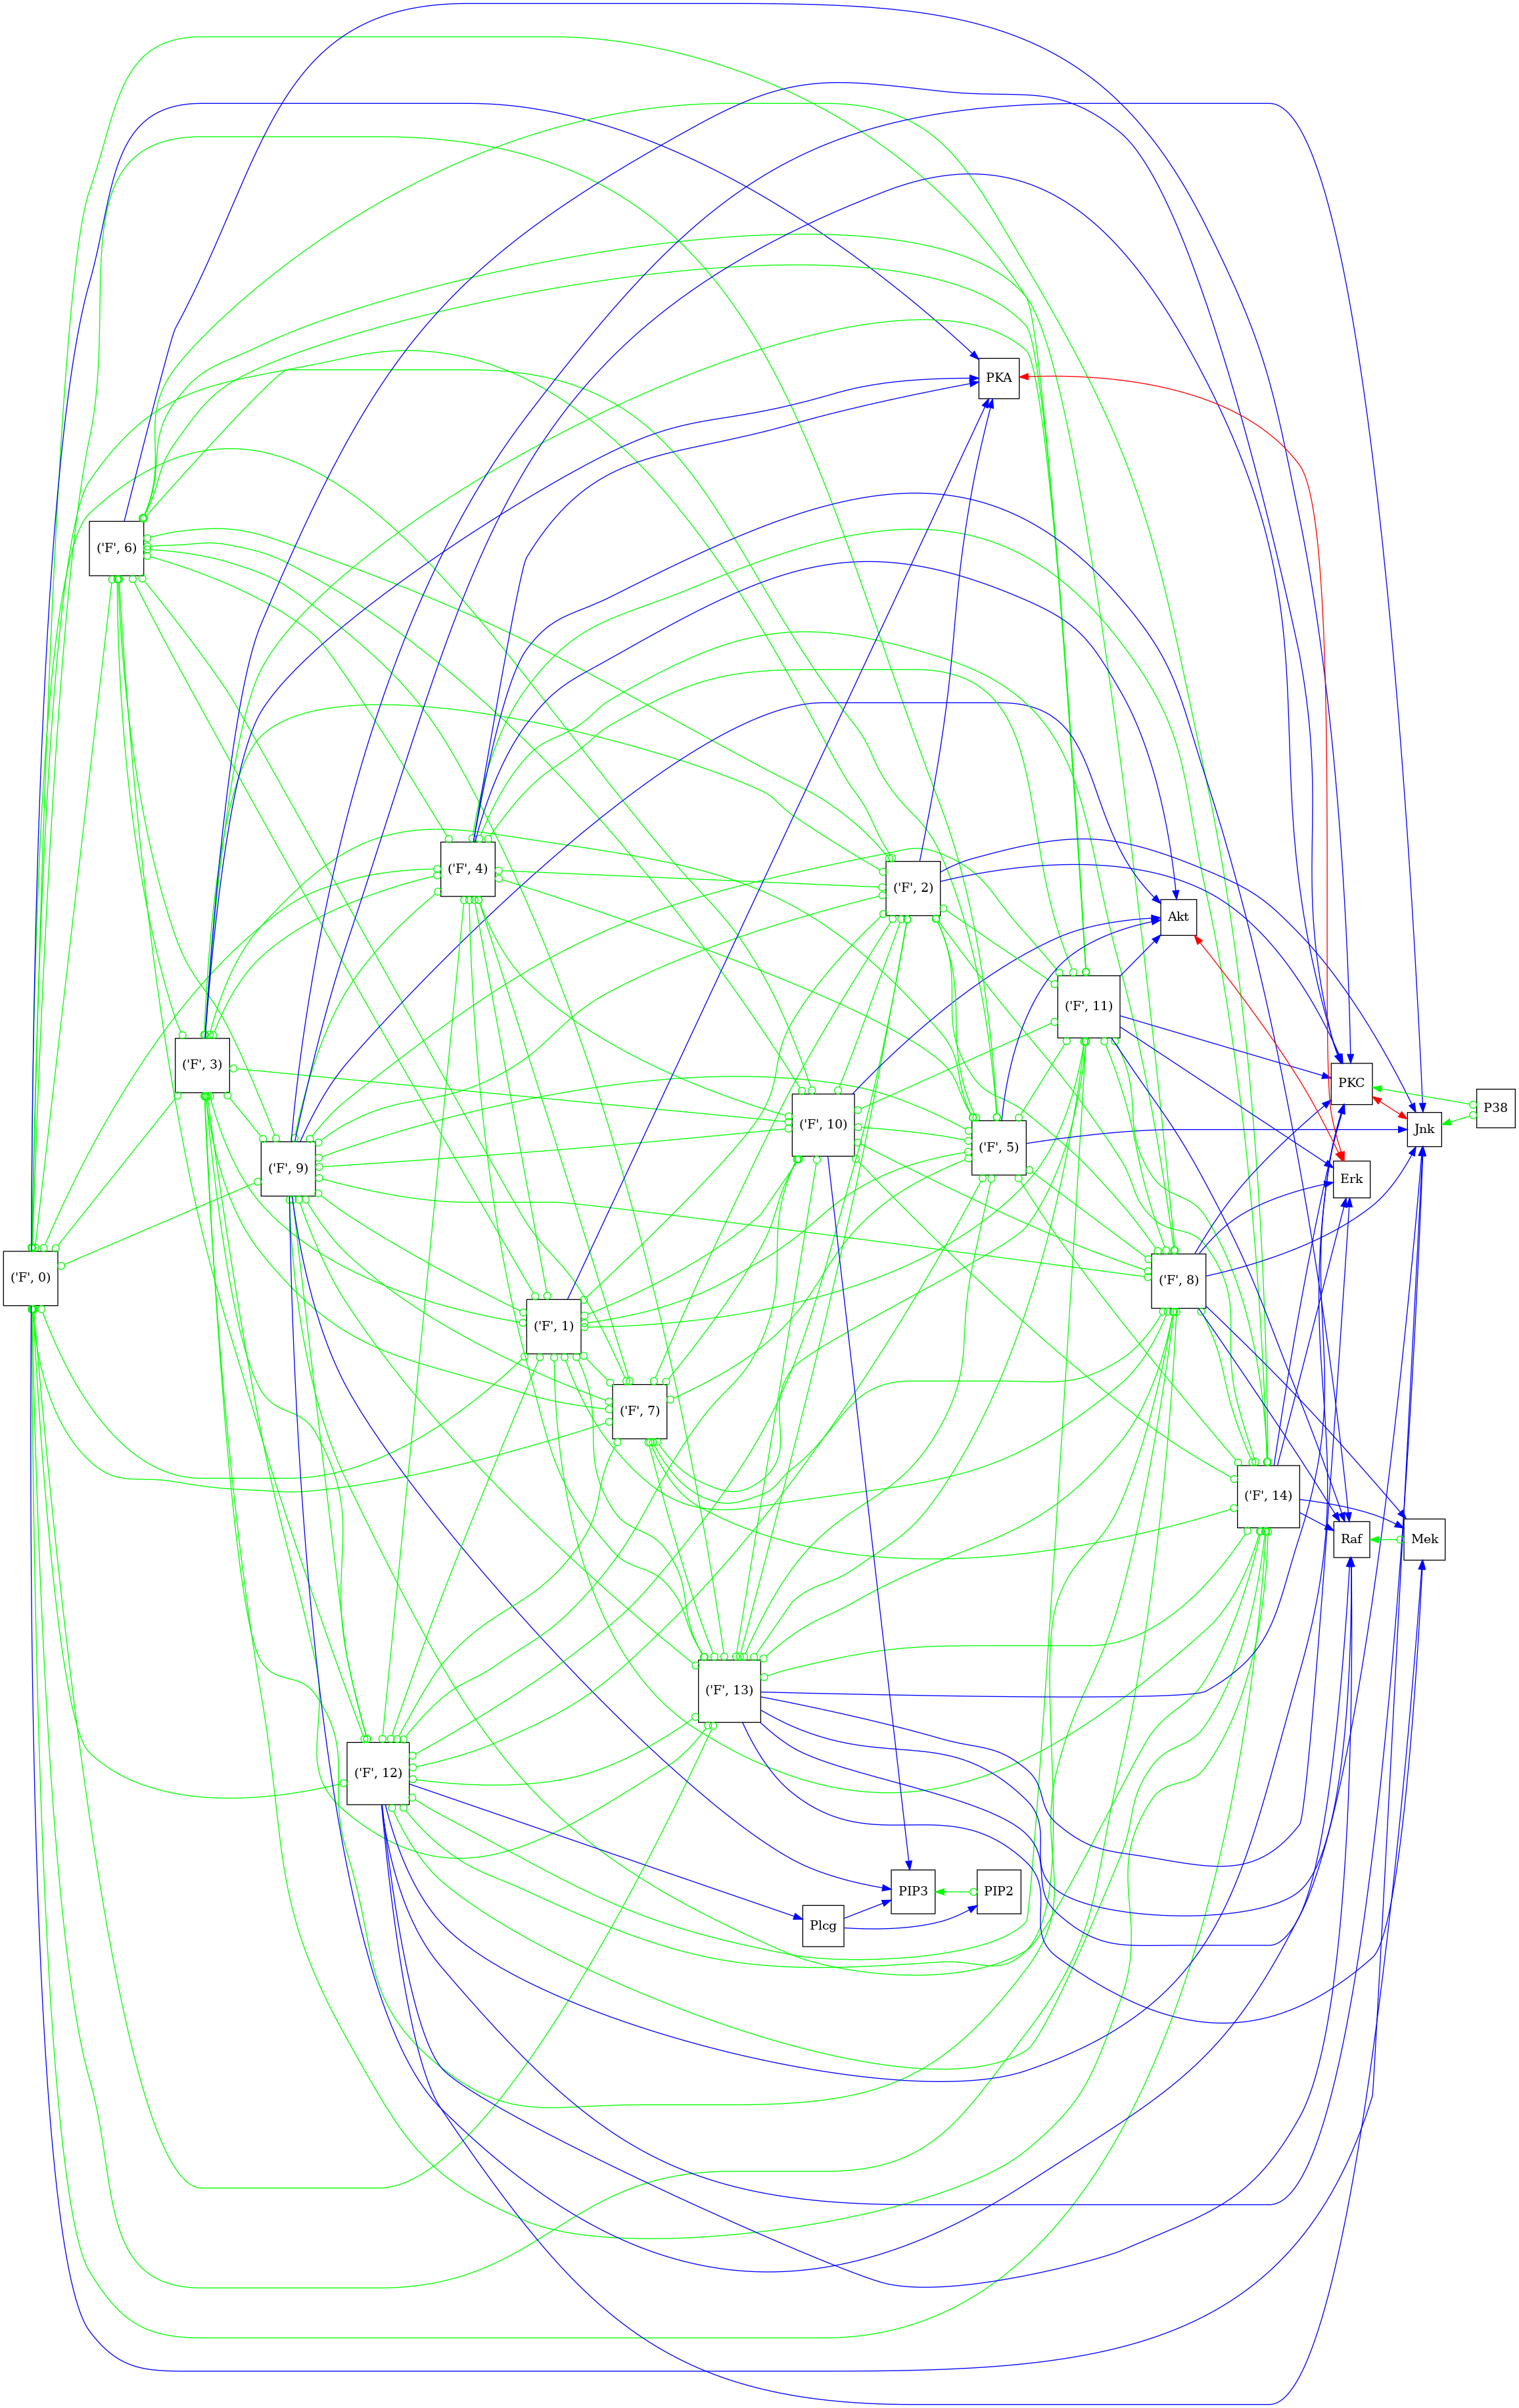 PKA
('F', 6)
('F', 4)
('F', 2)
Akt
('F', 11)
('F', 3)
PKC
P38
('F', 10)
Jnk
('F', 5)
('F', 9)
Erk
('F', 0)
('F', 8)
('F', 1)
('F', 7)
('F', 14)
Raf
Mek
('F', 13)
('F', 12)
PIP3
PIP2
Plcg